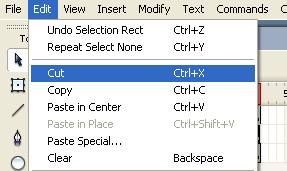 File Edit View Insert Modify Text Commands
Undo Selection Rect Ctrl+Z
Repeat Select None Ctrl+Y
Cut Ctrl+X
Copy Ctrl+C
Paste in Center Ctrl+V
Paste in Place Ctrl+Shift+V
Paste Special...
Clear Backspace